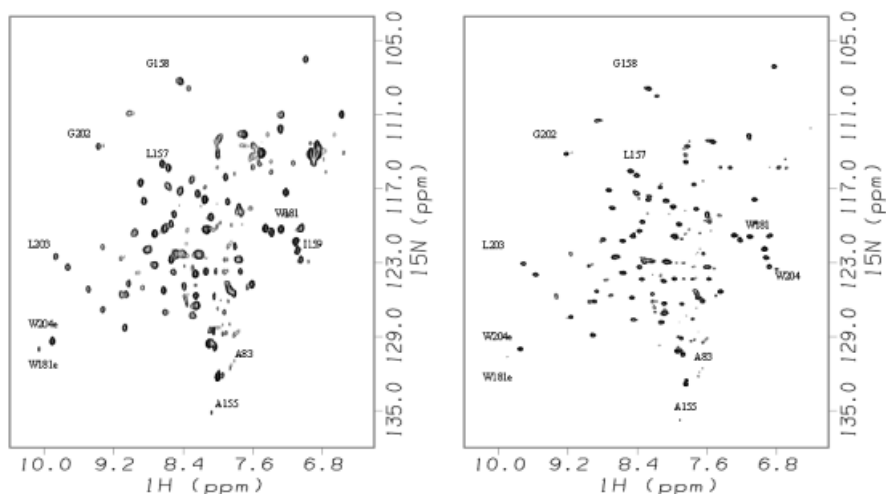 G158
G202
L157
W181
I159
L203
W204e
W181e
A83
A155
105.0
111.0
117.0
123.0
129.0
135.0
15N (ppm)
10.0 9.2 8.4 7.6 6.8
1H (ppm)
G158
G202
L157
W181
L203
W204
W204e
W181e
A83
A155
105.0
111.0
117.0
123.0
129.0
135.0
15N (ppm)
10.0 9.2 8.4 7.6 6.8
1H (ppm)